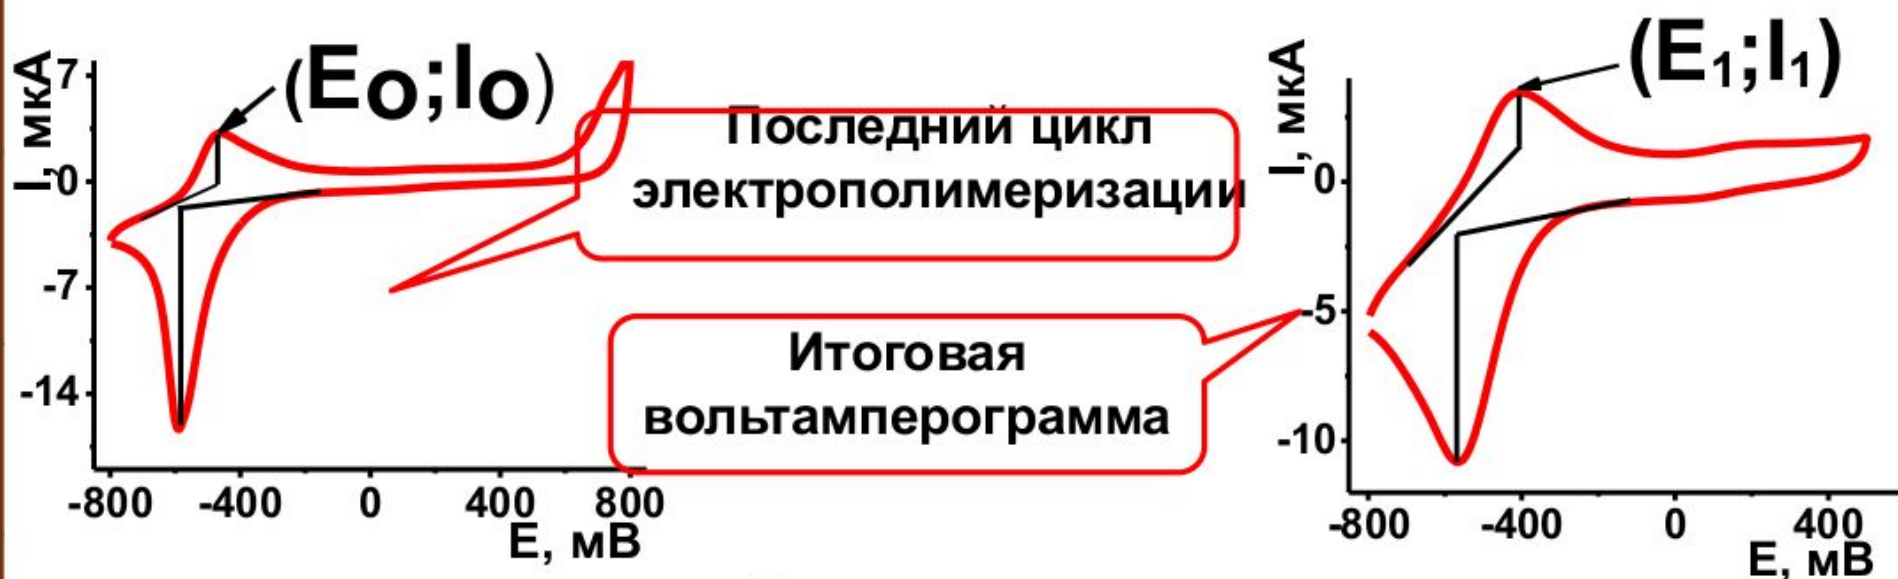 I, мкА
7
0
-7
-14
-800 -400 0 400 800
E, мВ
(Eo;Io)
Последний цикл
электрополимеризации
Итоговая
вольтамперограмма
(E₁;I₁)
I, мкА
0
-5
-10
-800 -400 0 400
E, мВ